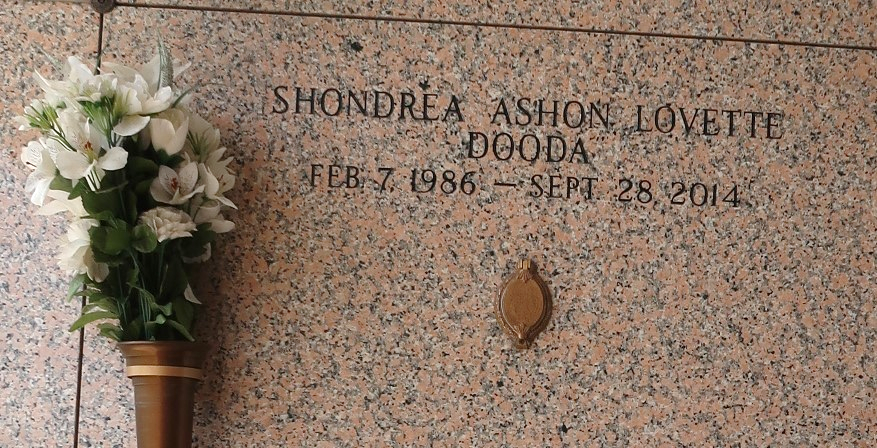 SHONDREA ASHON LOVETTE
DOODA
FEB 7, 1986 — SEPT 28, 2014